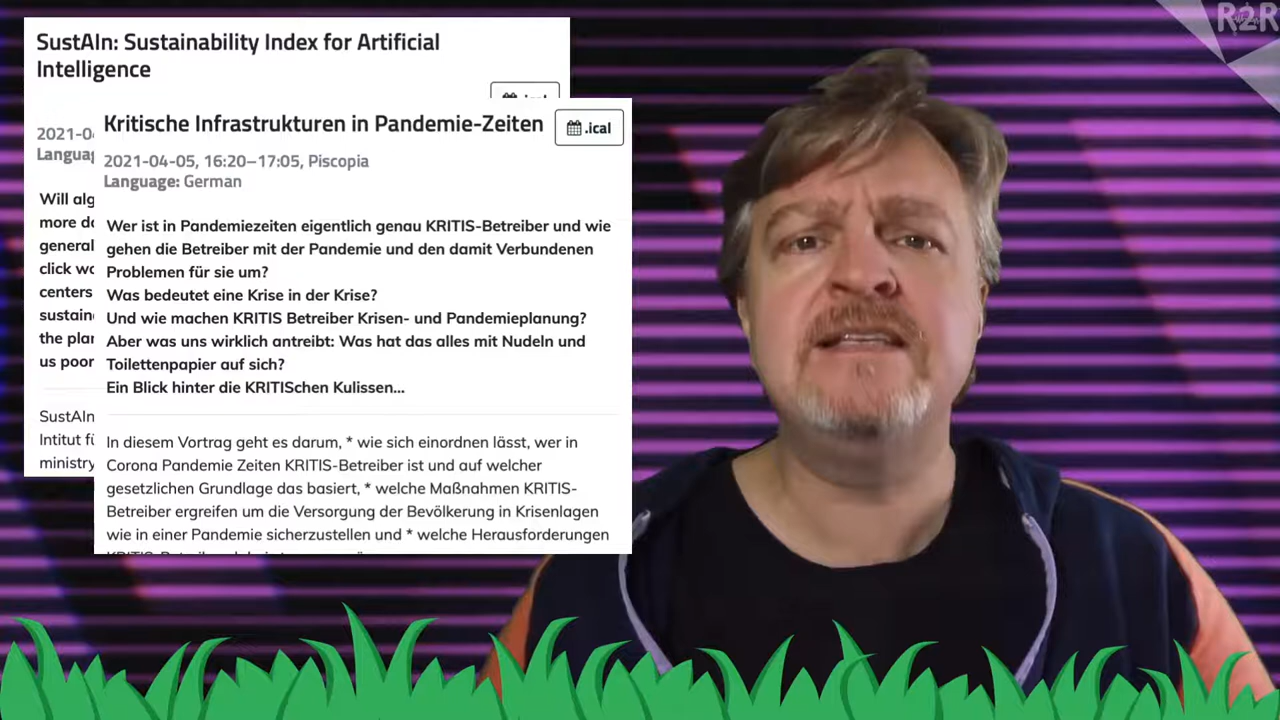 R2R
SustAIn: Sustainability Index for Artificial
Intelligence
2021-0
Languag
Will alg
more da
general
click wo
centers
sustain
the plan
us poor
SustAIn
Intitut fü
ministry
Kritische Infrastrukturen in Pandemie-Zeiten
.ical
2021-04-05, 16:20–17:05, Piscopia
Language: German
Wer ist in Pandemiezeiten eigentlich genau KRITIS-Betreiber und wie
gehen die Betreiber mit der Pandemie und den damit Verbundenen
Problemen für sie um?
Was bedeutet eine Krise in der Krise?
Und wie machen KRITIS Betreiber Krisen- und Pandemieplanung?
Aber was uns wirklich antreibt: Was hat das alles mit Nudeln und
Toilettenpapier auf sich?
Ein Blick hinter die KRITISchen Kulissen...
In diesem Vortrag geht es darum, * wie sich einordnen lässt, wer in
Corona Pandemie Zeiten KRITIS-Betreiber ist und auf welcher
gesetzlichen Grundlage das basiert, * welche Maßnahmen KRITIS-
Betreiber ergreifen um die Versorgung der Bevölkerung in Krisenlagen
wie in einer Pandemie sicherzustellen und * welche Herausforderungen